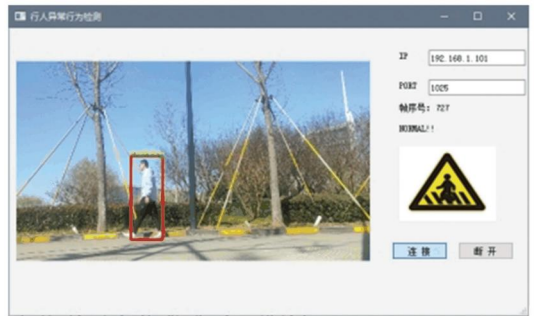 行人异常行为检测
IP
192.168.1.101
PORT
1025
帧序号: 727
NORMAL!!
连接
断开